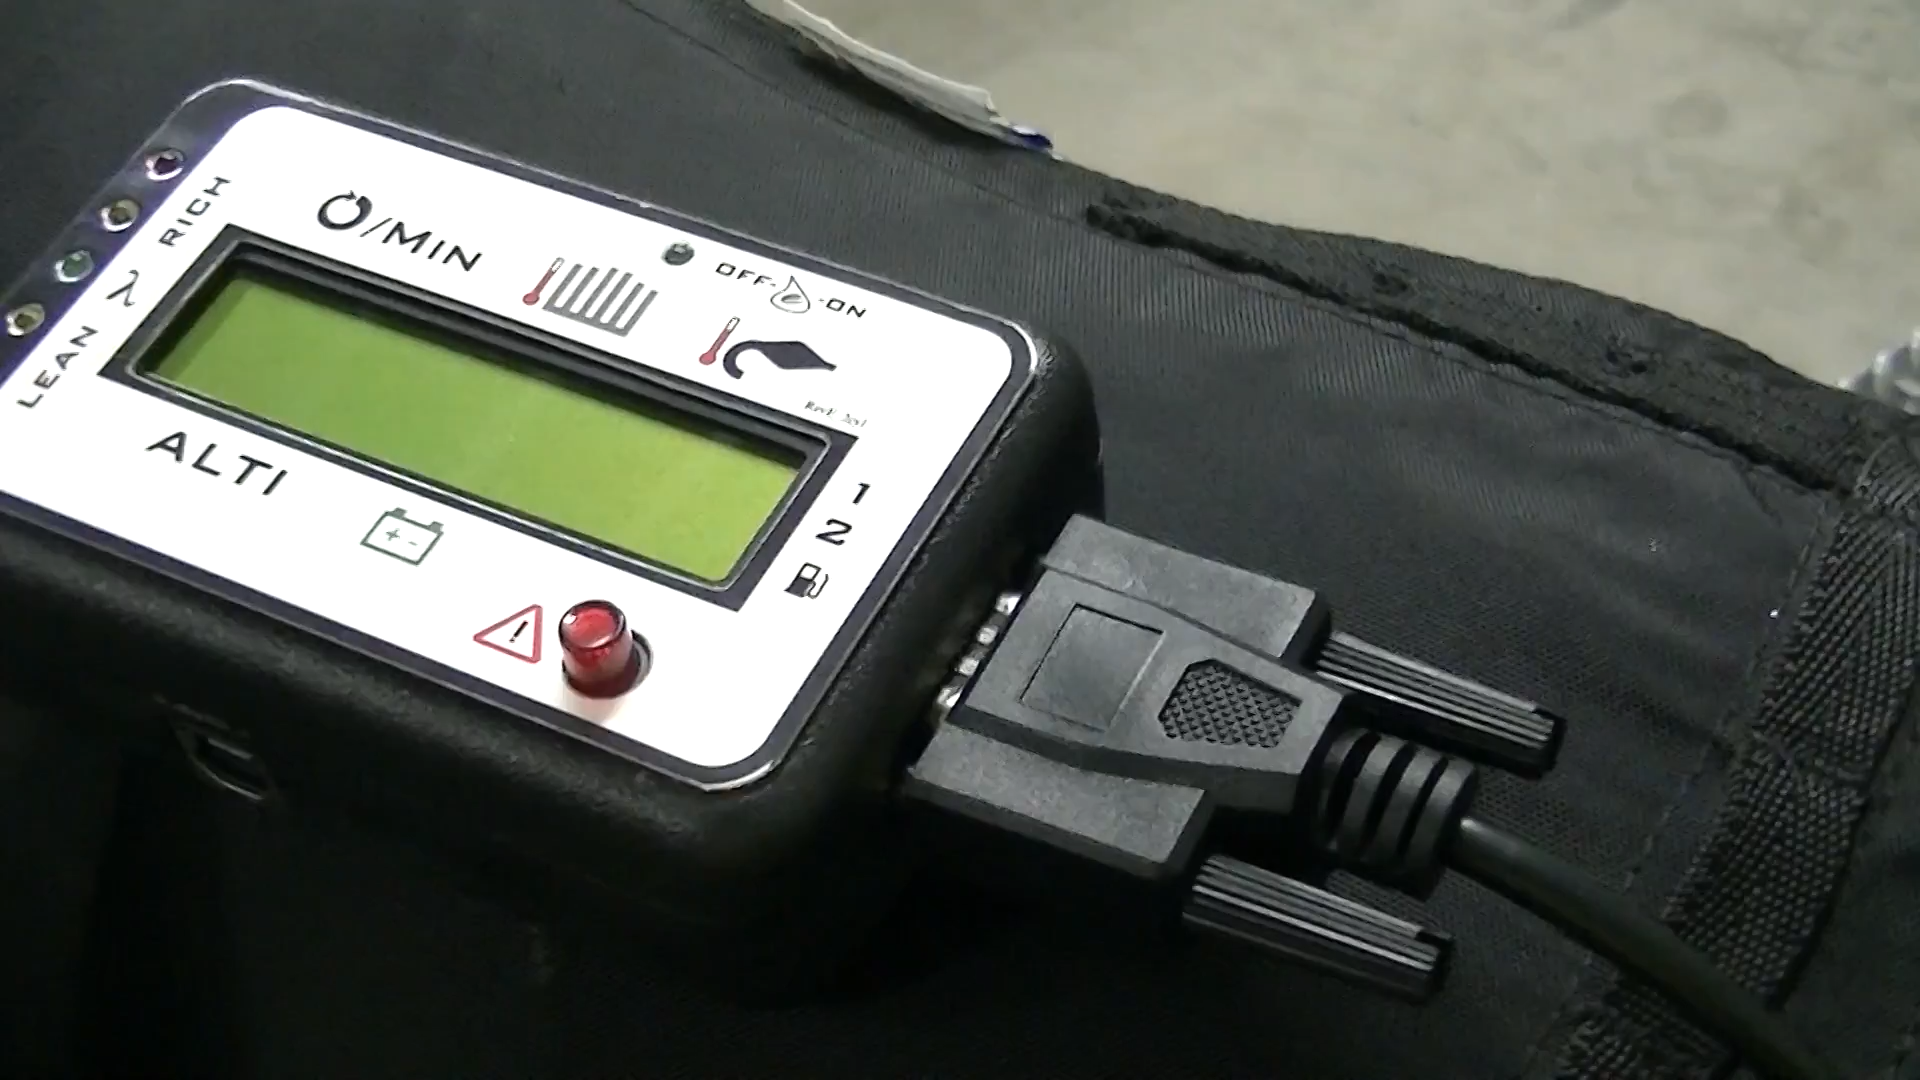 RICH
λ
LEAN
/MIN
OFF- -ON
ALTI
1
2